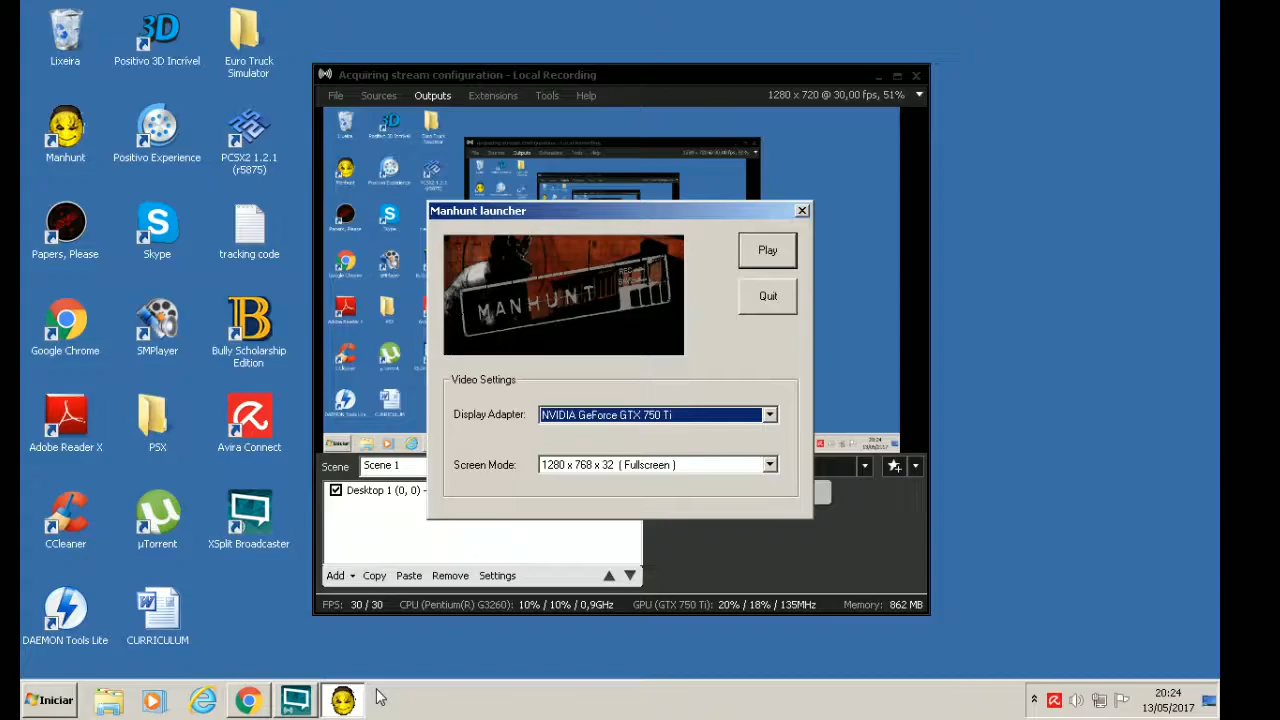 Lixeira
Positivo 3D Incrível
Euro Truck
Simulator
Manhunt
Positivo Experience
PCSX2 1.2.1
(r5875)
Papers, Please
Skype
tracking code
Google Chrome
SMPlayer
Bully Scholarship
Edition
Adobe Reader X
PSX
Avira Connect
CCleaner
µTorrent
XSplit Broadcaster
DAEMON Tools Lite
CURRICULUM
Acquiring stream configuration - Local Recording
File Sources Outputs Extensions Tools Help
1280 x 720 @ 30,00 fps, 51%
Manhunt launcher
MANHUNT
Play
Quit
Video Settings
Display Adapter: NVIDIA GeForce GTX 750 Ti
Screen Mode: 1280 x 768 x 32 ( Fullscreen )
Scene Scene 1
Desktop 1 (0, 0) -
Add Copy Paste Remove Settings
FPS: 30 / 30 CPU (Pentium(R) G3260): 10% / 10% / 0,9GHz GPU (GTX 750 Ti): 20% / 18% / 135MHz Memory: 862 MB
Iniciar
20:24
13/05/2017